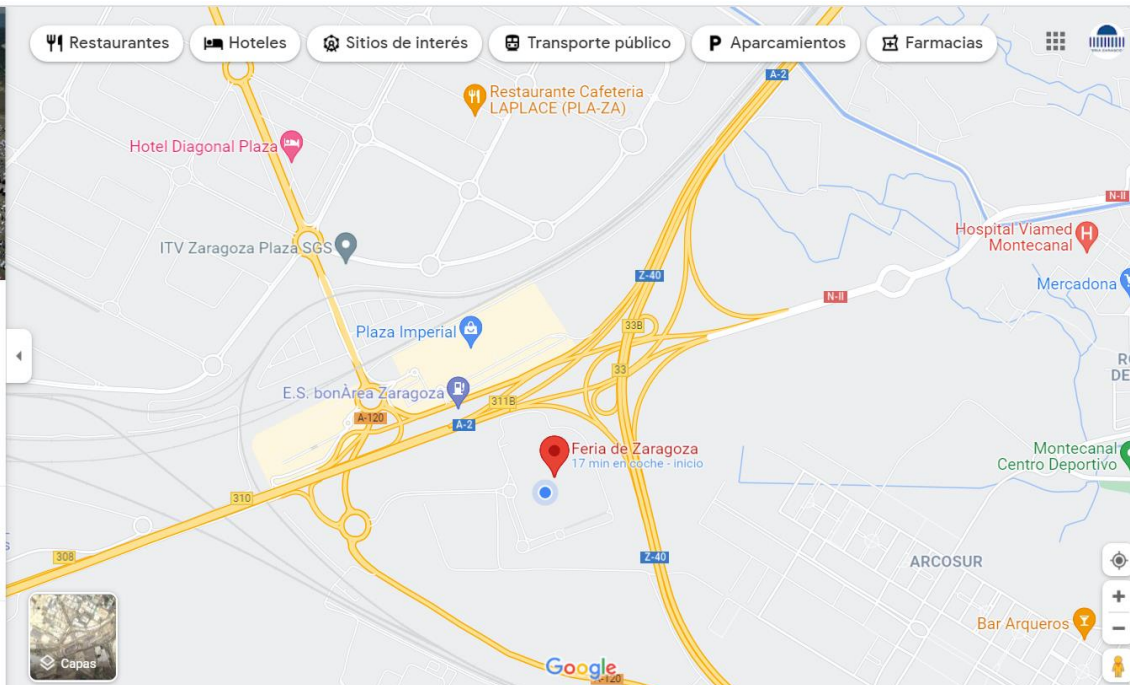 Restaurantes
Hoteles
Sitios de interés
Transporte público
P Aparcamientos
Farmacias
A-2
Restaurante Cafeteria
LAPLACE (PLA-ZA)
Hotel Diagonal Plaza
N-II
Hospital Viamed
Montecanal
ITV Zaragoza Plaza SGS
Z-40
Mercadona
N-II
33B
Plaza Imperial
33
E.S. bonÀrea Zaragoza
311B
A-120
A-2
Feria de Zaragoza
17 min en coche - inicio
Montecanal
Centro Deportivo
310
308
Z-40
ARCOSUR
Bar Arqueros
Capas
Google
A-120